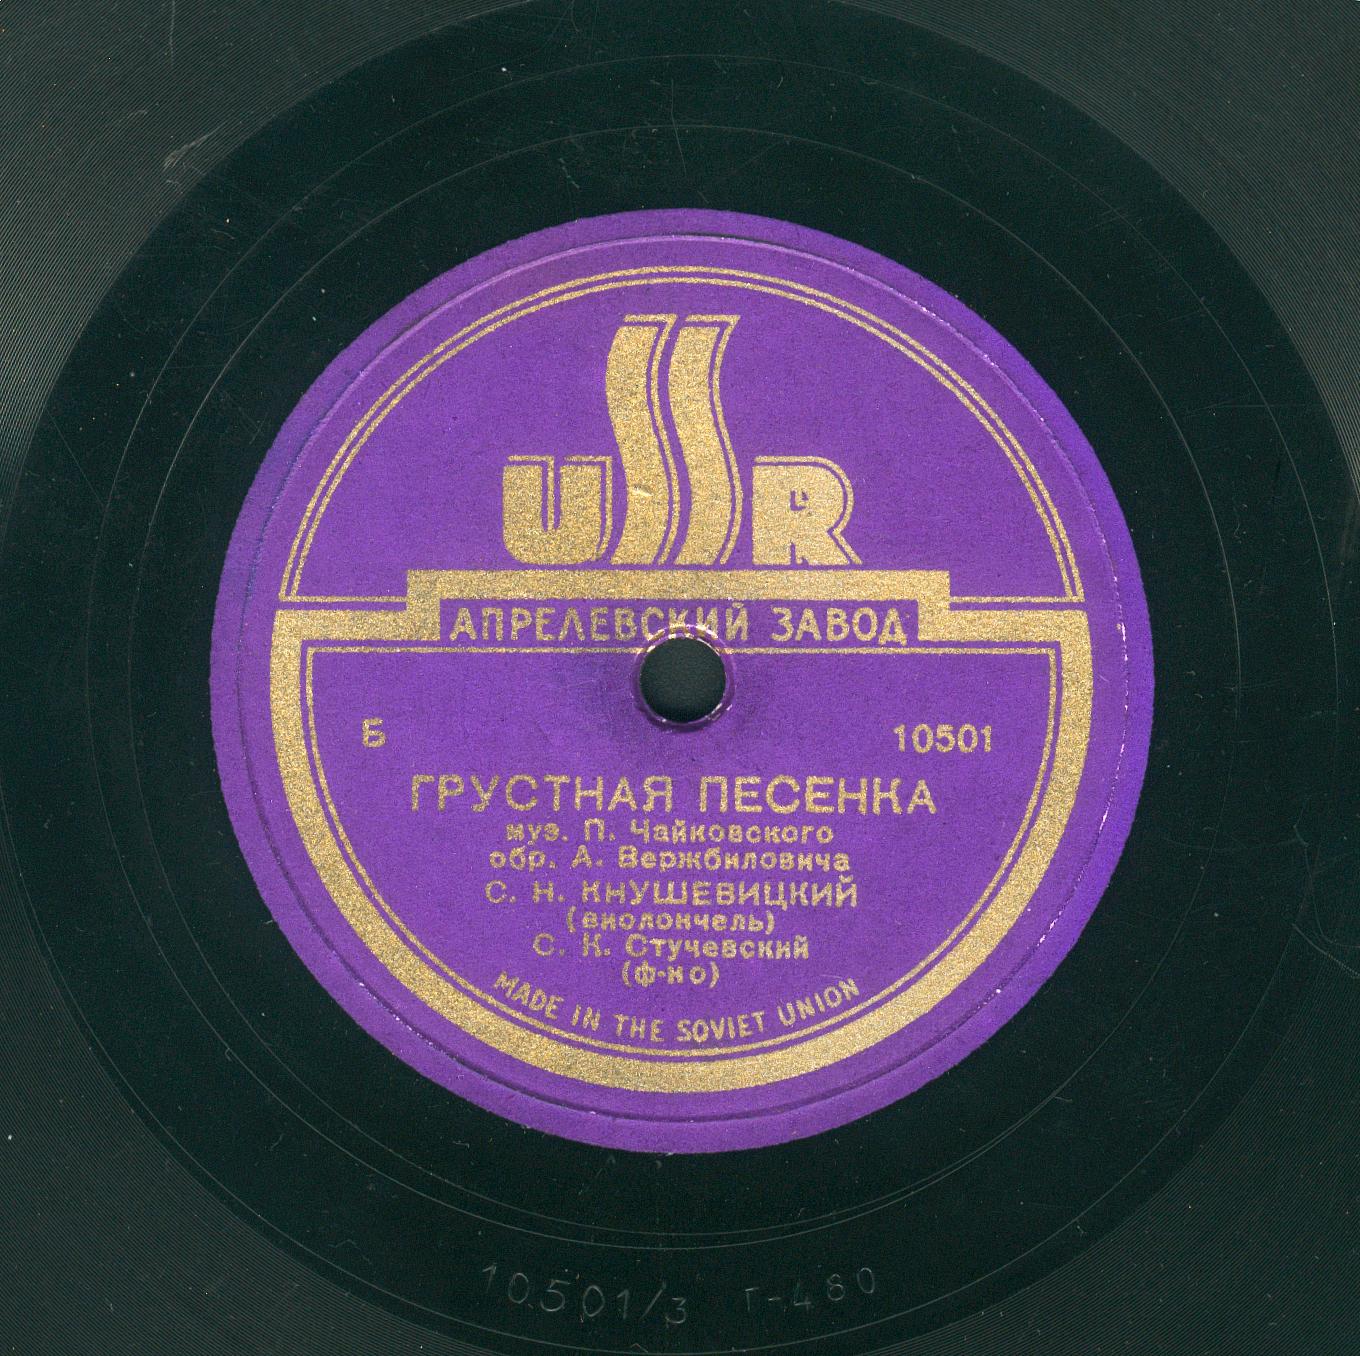 USSR
АПРЕЛЕВСКИЙ ЗАВОД
Б 10501
ГРУСТНАЯ ПЕСЕНКА
муз. П. Чайковского
обр. А. Вержбиловича
С. Н. КНУШЕВИЦКИЙ
(виолончель)
С. К. Стучевский
(ф-но)
MADE IN THE SOVIET UNION
10501/3 Г-480